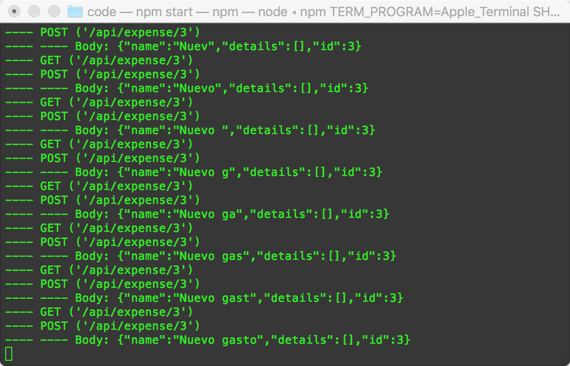 code — npm start — npm — node ◂ npm TERM_PROGRAM=Apple_Terminal SH...
---- POST ('/api/expense/3')
---- ---- Body: {"name":"Nuev","details":[],"id":3}
---- GET ('/api/expense/3')
---- POST ('/api/expense/3')
---- ---- Body: {"name":"Nuevo","details":[],"id":3}
---- GET ('/api/expense/3')
---- POST ('/api/expense/3')
---- ---- Body: {"name":"Nuevo ","details":[],"id":3}
---- GET ('/api/expense/3')
---- POST ('/api/expense/3')
---- ---- Body: {"name":"Nuevo g","details":[],"id":3}
---- GET ('/api/expense/3')
---- POST ('/api/expense/3')
---- ---- Body: {"name":"Nuevo ga","details":[],"id":3}
---- GET ('/api/expense/3')
---- POST ('/api/expense/3')
---- ---- Body: {"name":"Nuevo gas","details":[],"id":3}
---- GET ('/api/expense/3')
---- POST ('/api/expense/3')
---- ---- Body: {"name":"Nuevo gast","details":[],"id":3}
---- GET ('/api/expense/3')
---- POST ('/api/expense/3')
---- ---- Body: {"name":"Nuevo gasto","details":[],"id":3}